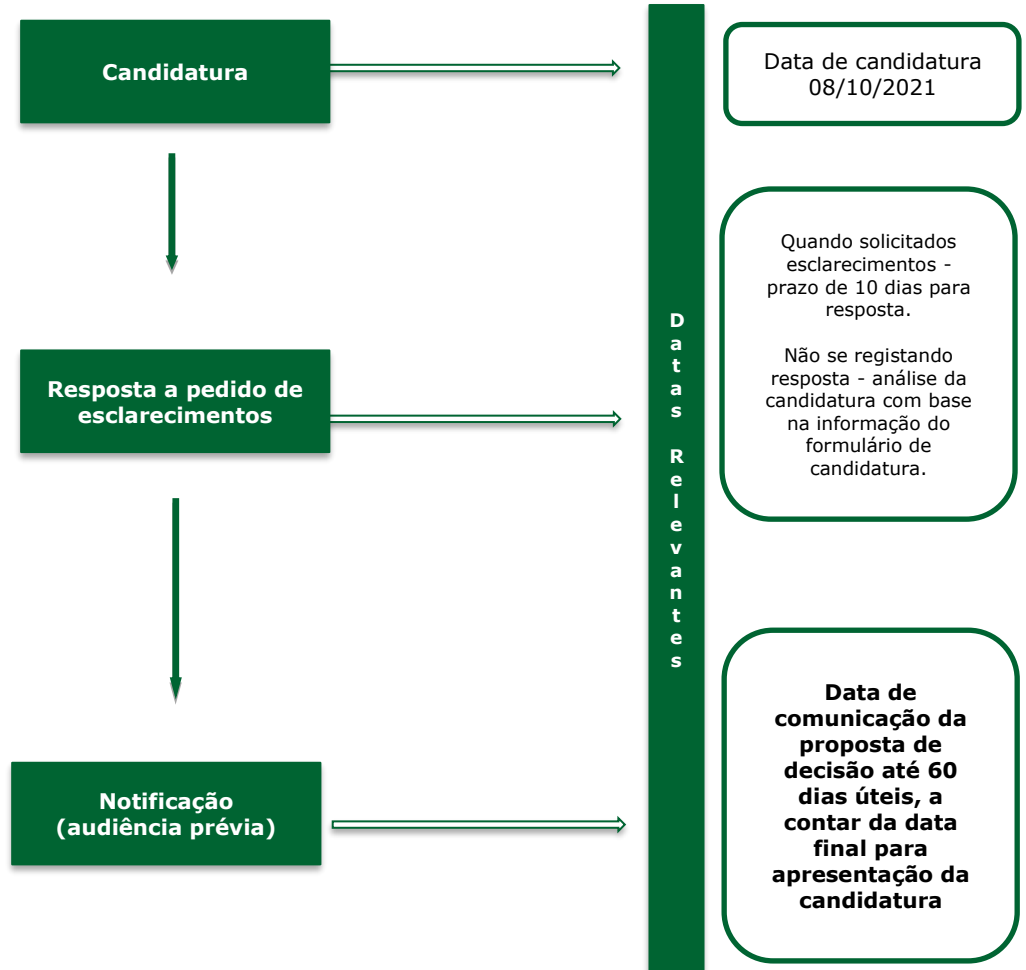 Candidatura
Data de candidatura
08/10/2021
Resposta a pedido de
esclarecimentos
Quando solicitados
esclarecimentos -
prazo de 10 dias para
resposta.
Não se registando
resposta - análise da
candidatura com base
na informação do
formulário de
candidatura.
Datas Relevantes
Notificação
(audiência prévia)
Data de
comunicação da
proposta de
decisão até 60
dias úteis, a
contar da data
final para
apresentação da
candidatura